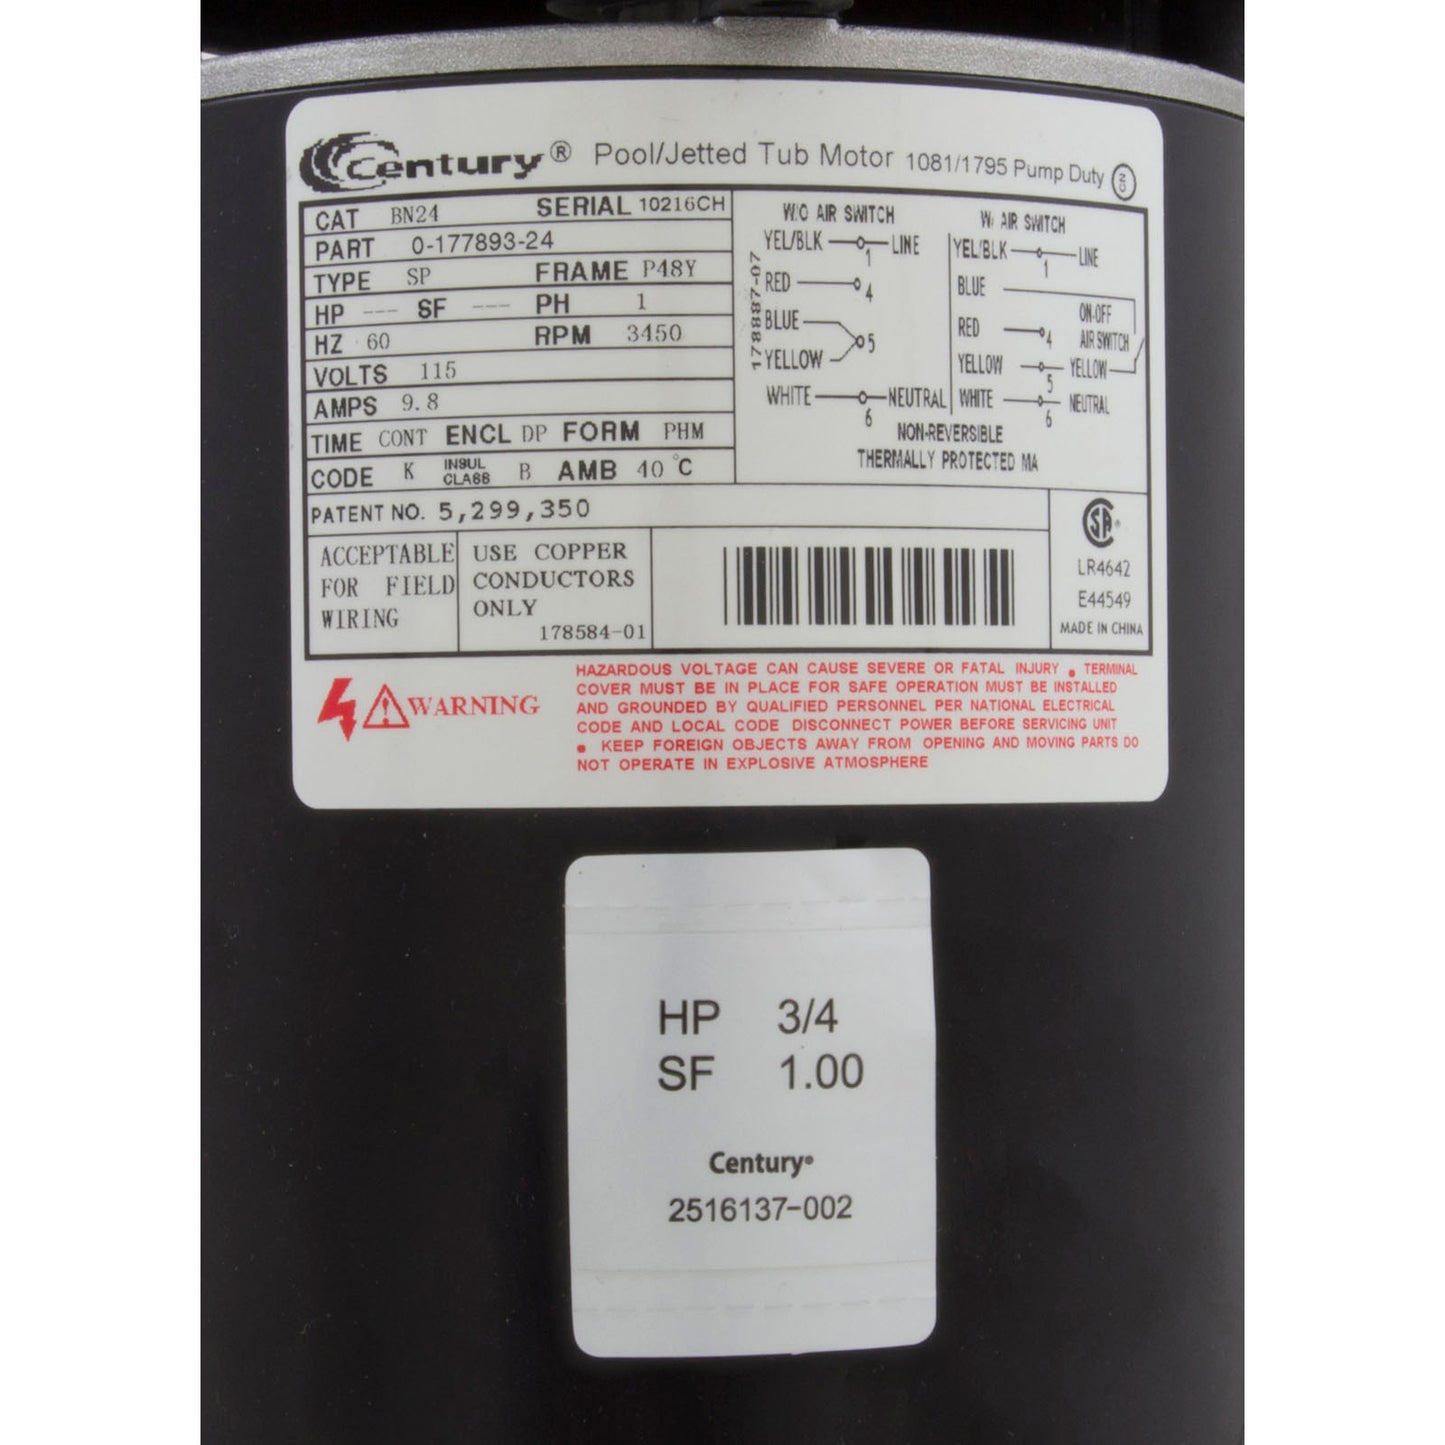 Century® Pool/Jetted Tub Motor 1081/1795 Pump Duty
CAT BN24 SERIAL 10216CH
PART 0-177893-24
TYPE SP FRAME P48Y
HP --- SF --- PH 1
HZ 60 RPM 3450
VOLTS 115
AMPS 9.8
TIME CONT ENCL DP FORM PHM
CODE K INSUL CLASS B AMB 40 °C
PATENT NO. 5,299,350
178887-07
W/O AIR SWITCH
YEL/BLK 1 LINE
RED 4
BLUE
5
YELLOW
WHITE 6 NEUTRAL
W/ AIR SWITCH
YEL/BLK 1 LINE
BLUE
ON-OFF
RED 4 AIR SWITCH
YELLOW 5 YELLOW
WHITE 6 NEUTRAL
NON-REVERSIBLE
THERMALLY PROTECTED MA
ACCEPTABLE
FOR FIELD
WIRING
USE COPPER
CONDUCTORS
ONLY
178584-01
SA®
LR4642
E44549
MADE IN CHINA
WARNING
HAZARDOUS VOLTAGE CAN CAUSE SEVERE OR FATAL INJURY • TERMINAL
COVER MUST BE IN PLACE FOR SAFE OPERATION MUST BE INSTALLED
AND GROUNDED BY QUALIFIED PERSONNEL PER NATIONAL ELECTRICAL
CODE AND LOCAL CODE DISCONNECT POWER BEFORE SERVICING UNIT
• KEEP FOREIGN OBJECTS AWAY FROM OPENING AND MOVING PARTS DO
NOT OPERATE IN EXPLOSIVE ATMOSPHERE
HP 3/4
SF 1.00
Century®
2516137-002